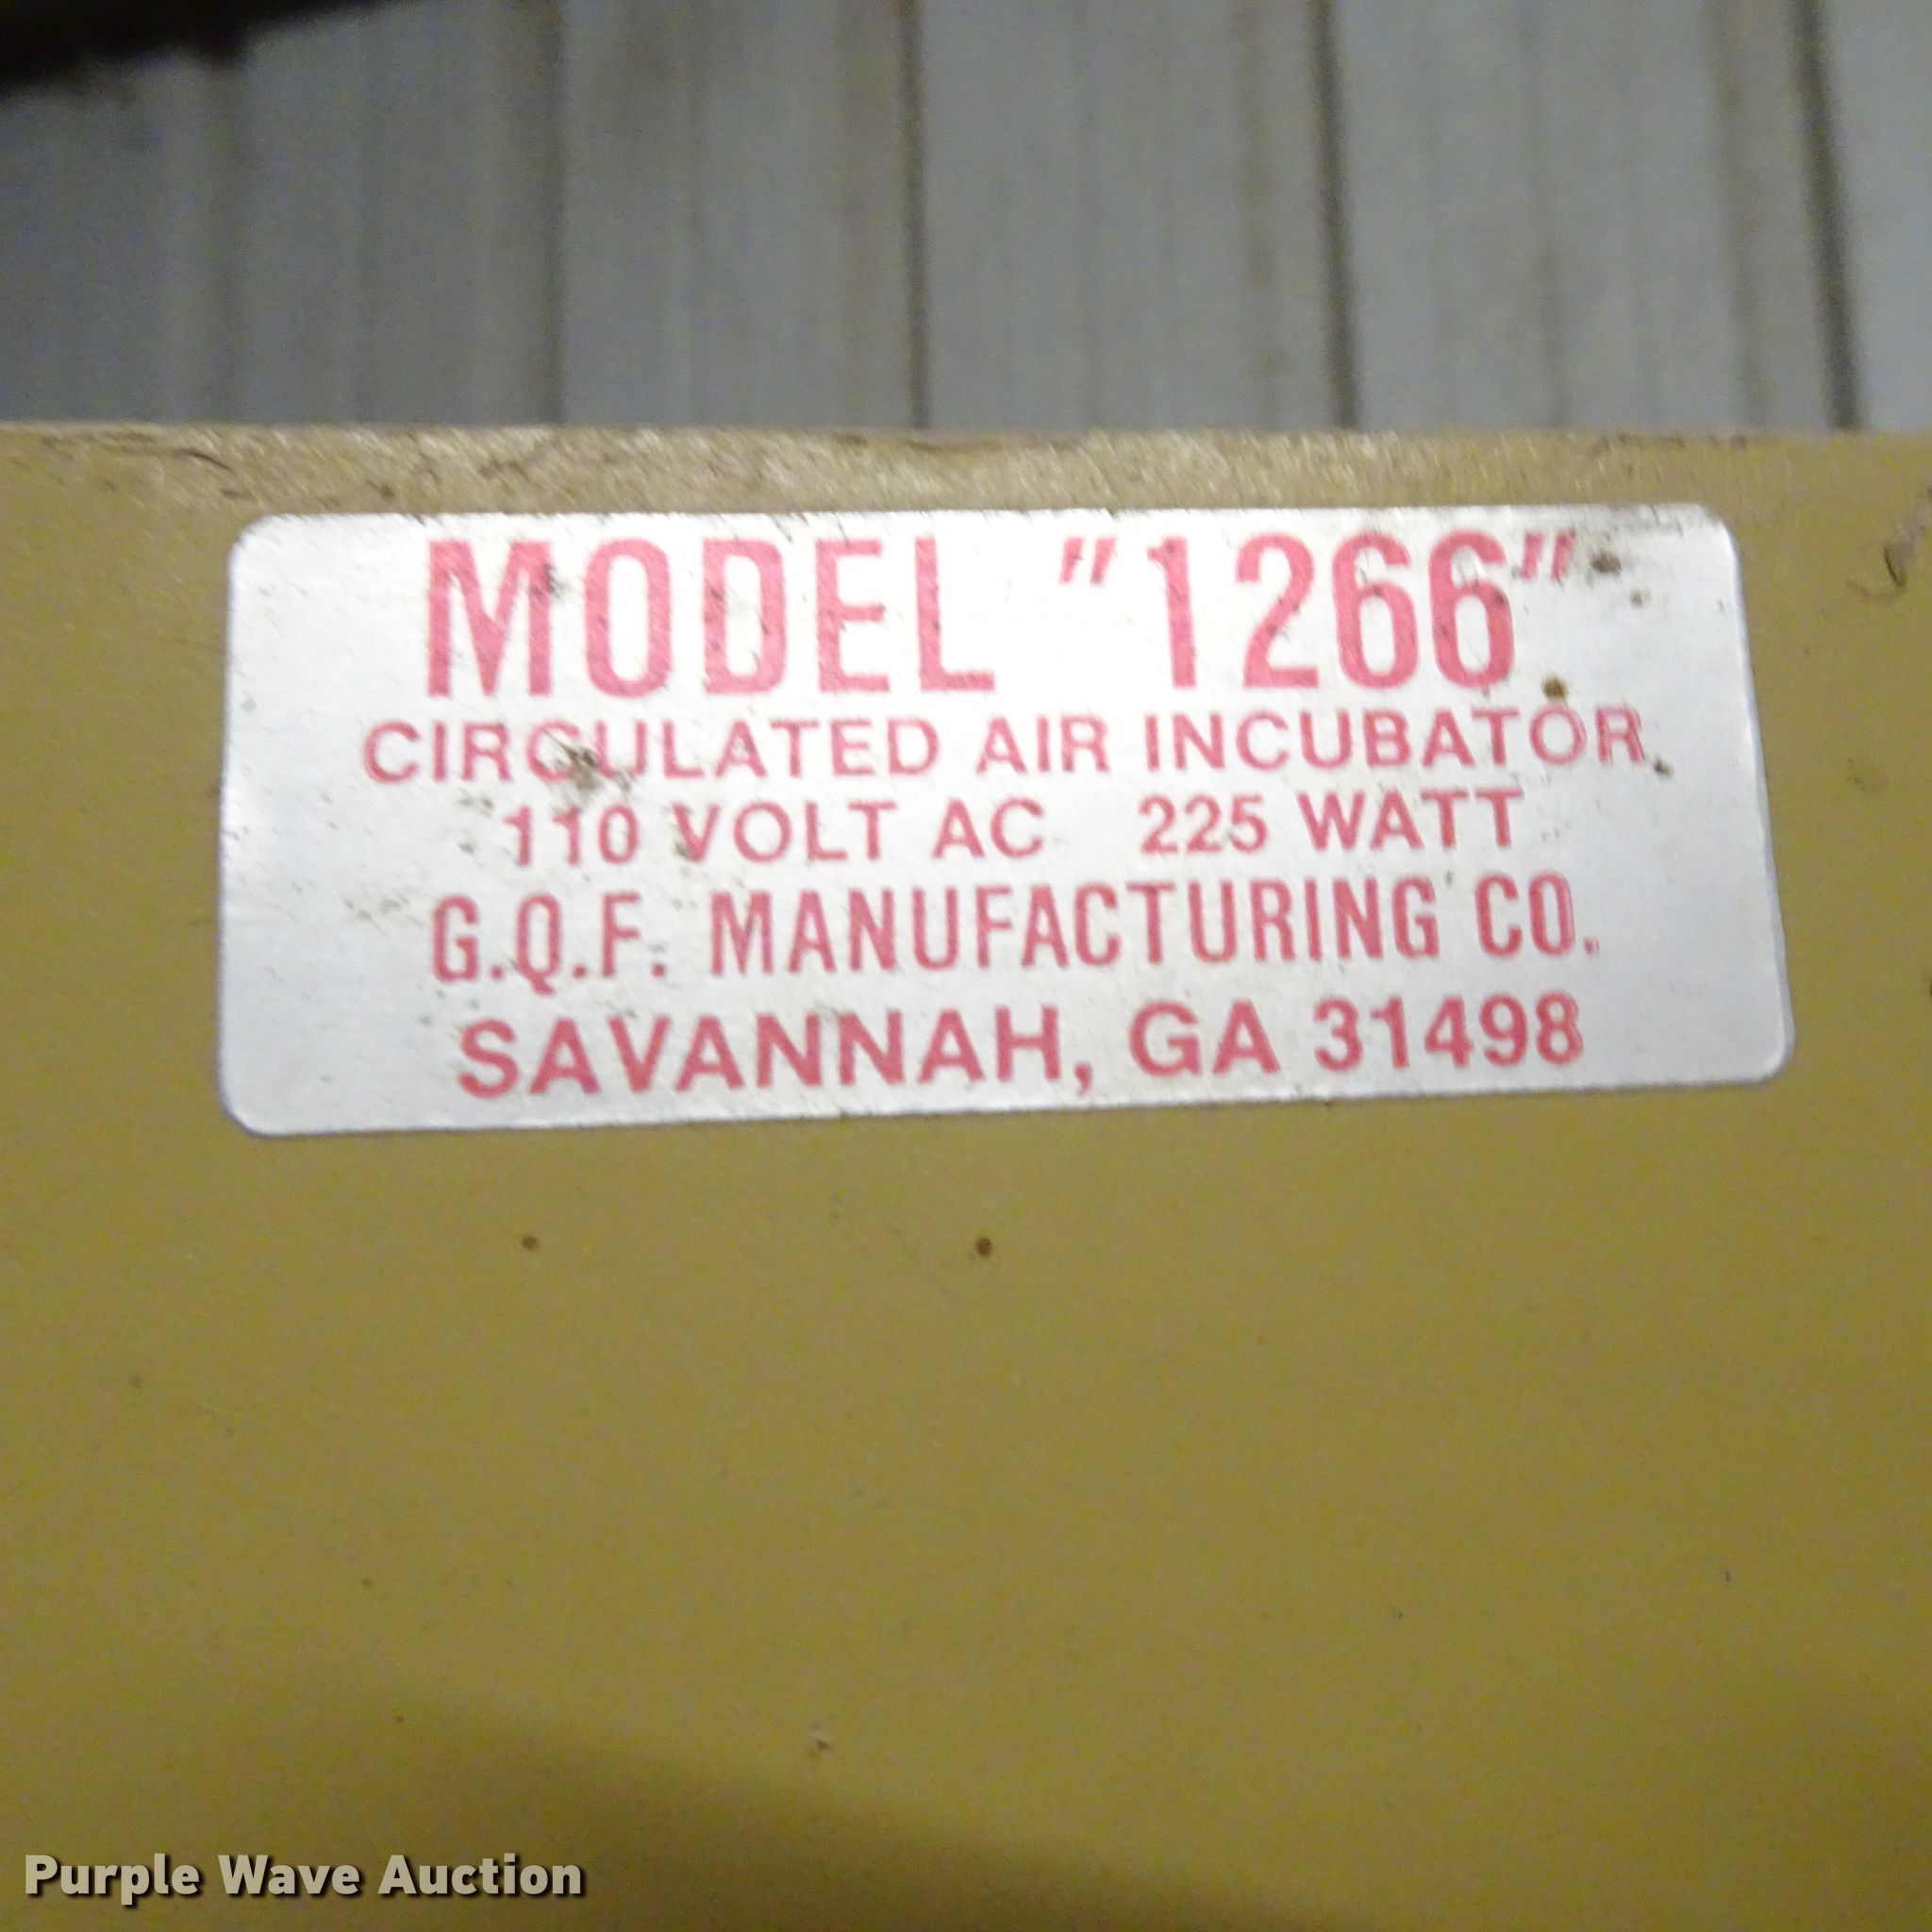 MODEL "1266"
CIRCULATED AIR INCUBATOR
110 VOLT AC 225 WATT
G.Q.F. MANUFACTURING CO.
SAVANNAH, GA 31498
Purple Wave Auction